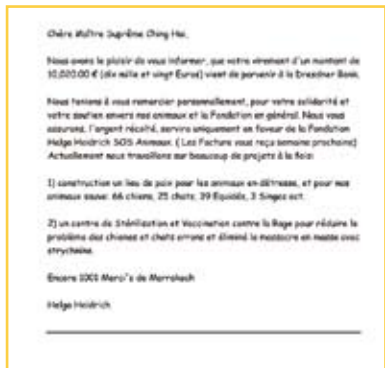 Chère Maître Suprême Ching Hai,
Nous avons le plaisir de vous informer, que votre virement d'un montant de
10,020.00 € (dix mille et vingt Euros) vient de parvenir à la Dresdner Bank.
Nous tenions à vous remercier personnellement, pour votre solidarité et
votre soutien envers nos animaux et la Fondation en général. Nous vous
assurons, l'argent récolté, servira uniquement en faveur de la Fondation
Helga Heidrich SOS Animaux. ( Les Facture vous reçu semaine prochaine)
Actuellement nous travaillons sur beaucoup de projets à la fois:
1) construction un lieu de paix pour les animaux en détresse, et pour nos
animaux sauve: 66 chiens, 25 chats, 39 Equidés, 3 Singes act.
2) un centre de Stérilisation et Vaccination contre la Rage pour réduire le
problème des chienes et chats errans et éliminé le massacre en masse avec
strychnine.
Encore 1001 Merci's de Marrakech
Helga Heidrich